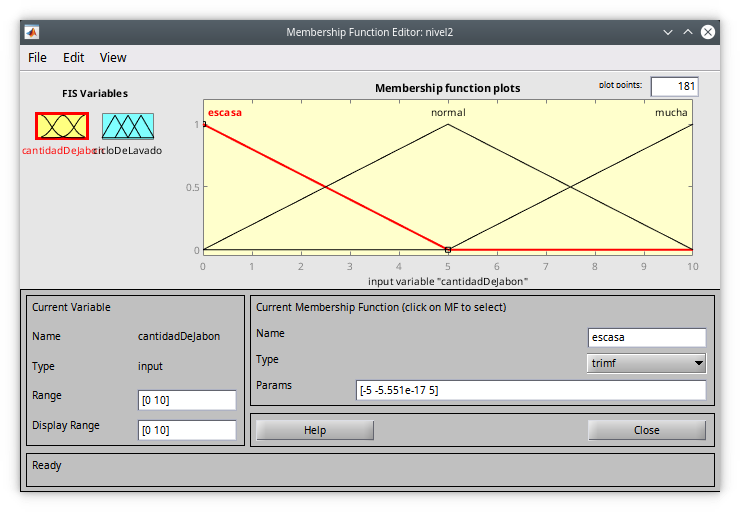 Membership Function Editor: nivel2
File Edit View
FIS Variables
cantidadDeJabon
cicloDeLavado
Membership function plots
plot points:
181
escasa
normal
mucha
1
0.5
0
0 1 2 3 4 5 6 7 8 9 10
input variable "cantidadDeJabon"
Current Variable
Name cantidadDeJabon
Type input
Range [0 10]
Display Range [0 10]
Current Membership Function (click on MF to select)
Name escasa
Type trimf
Params [-5 -5.551e-17 5]
Help
Close
Ready